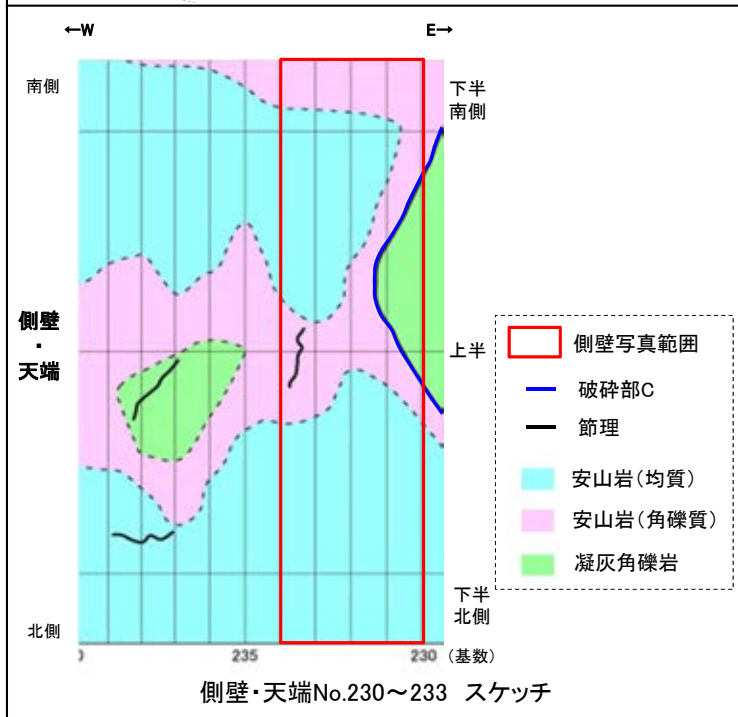 ←W
E→
南側
下半
南側
側壁
・
天端
上半
側壁写真範囲
破砕部C
節理
安山岩(均質)
安山岩(角礫質)
凝灰角礫岩
下半
北側
北側
235
230
(基数)
側壁・天端No.230～233 スケッチ